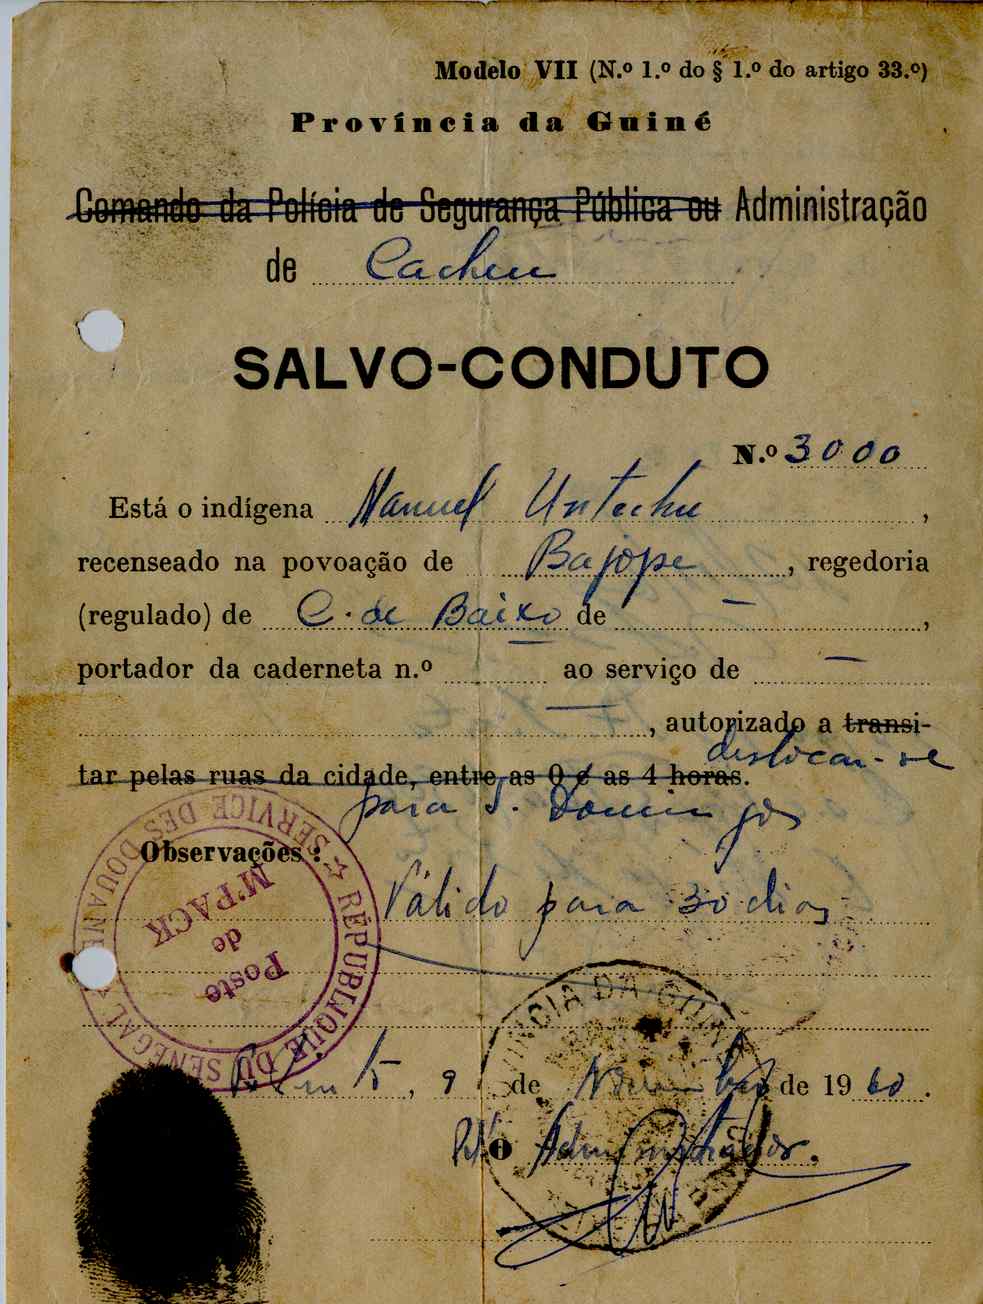 Modelo VII (N.º 1.º do § 1.º do artigo 33.º)
Província da Guiné
Comando da Polícia de Segurança Pública ou Administração
de Cacheu
SALVO-CONDUTO
N.º 3000
Está o indígena Manuel Untechu,
recenseado na povoação de Bajope, regedoria
(regulado) de C. de Baixo de —,
portador da caderneta n.º — ao serviço de —
—, autorizado a transi-
tar pelas ruas da cidade, entre as 0 e as 4 horas.
deslocar-se
para S. Domingos
Observações:
Válido para 30 dias
RÉPUBLIQUE DU SENEGAL ☆ SERVICE DES DOUANES
Poste
de
M'PACK
PROVÍNCIA DA GUINÉ
, 9 de Novembro de 1960.
O Administrador.